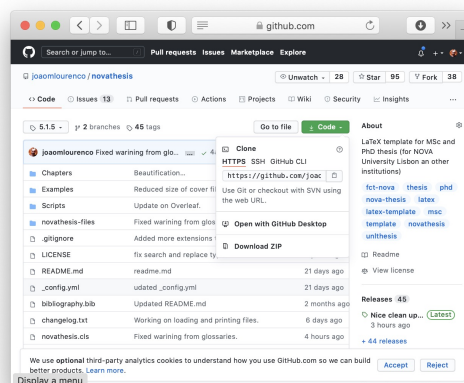 github.com
Search or jump to...
Pull requests Issues Marketplace Explore
joaomlourenco / novathesis
Unwatch 28 Star 95 Fork 38
Code Issues 13 Pull requests Actions Projects Wiki Security Insights
5.1.5 2 branches 45 tags Go to file Code
joaomlourenco Fixed warining from glo...
Chapters Beautification...
Examples Reduced size of cover fil
Scripts Update on Overleaf.
novathesis-files Fixed warining from glos
.gitignore Added more extensions
LICENSE fix search and replace ty
README.md readme.md 21 days ago
_config.yml udated _config.yml 21 days ago
bibliography.bib Updated README.md 2 months ago
changelog.txt Working on loading and printing files. 6 days ago
novathesis.cls Fixed warining from glossaries. 4 hours ago
Clone
HTTPS SSH GitHub CLI
https://github.com/joac
Use Git or checkout with SVN using
the web URL.
Open with GitHub Desktop
Download ZIP
About
LaTeX template for MSc and
PhD thesis (for NOVA
University Lisbon an other
institutions)
fct-nova thesis phd
nova-thesis latex
latex-template msc
template novathesis
unlthesis
Readme
View license
Releases 45
Nice clean up... Latest
3 hours ago
+ 44 releases
We use optional third-party analytics cookies to understand how you use GitHub.com so we can build
better products. Learn more.
Accept Reject
Display a menu